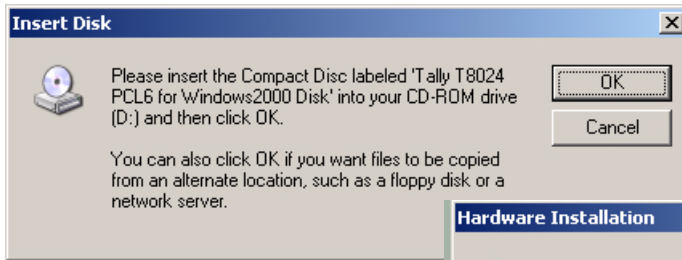 Insert Disk
Please insert the Compact Disc labeled 'Tally T8024
PCL6 for Windows2000 Disk' into your CD-ROM drive
(D:) and then click OK.
You can also click OK if you want files to be copied
from an alternate location, such as a floppy disk or a
network server.
OK
Cancel
Hardware Installation